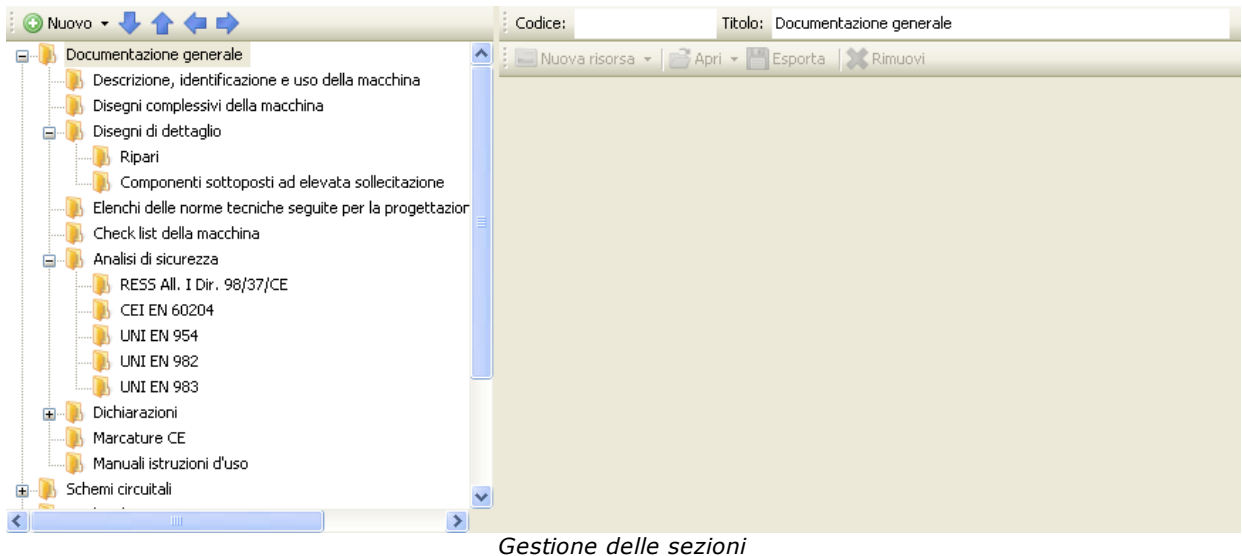 Nuovo
Codice:
Titolo: Documentazione generale
Nuova risorsa
Apri
Esporta
Rimuovi
Documentazione generale
Descrizione, identificazione e uso della macchina
Disegni complessivi della macchina
Disegni di dettaglio
Ripari
Componenti sottoposti ad elevata sollecitazione
Elenchi delle norme tecniche seguite per la progettazion
Check list della macchina
Analisi di sicurezza
RESS All. I Dir. 98/37/CE
CEI EN 60204
UNI EN 954
UNI EN 982
UNI EN 983
Dichiarazioni
Marcature CE
Manuali istruzioni d'uso
Schemi circuitali
Gestione delle sezioni